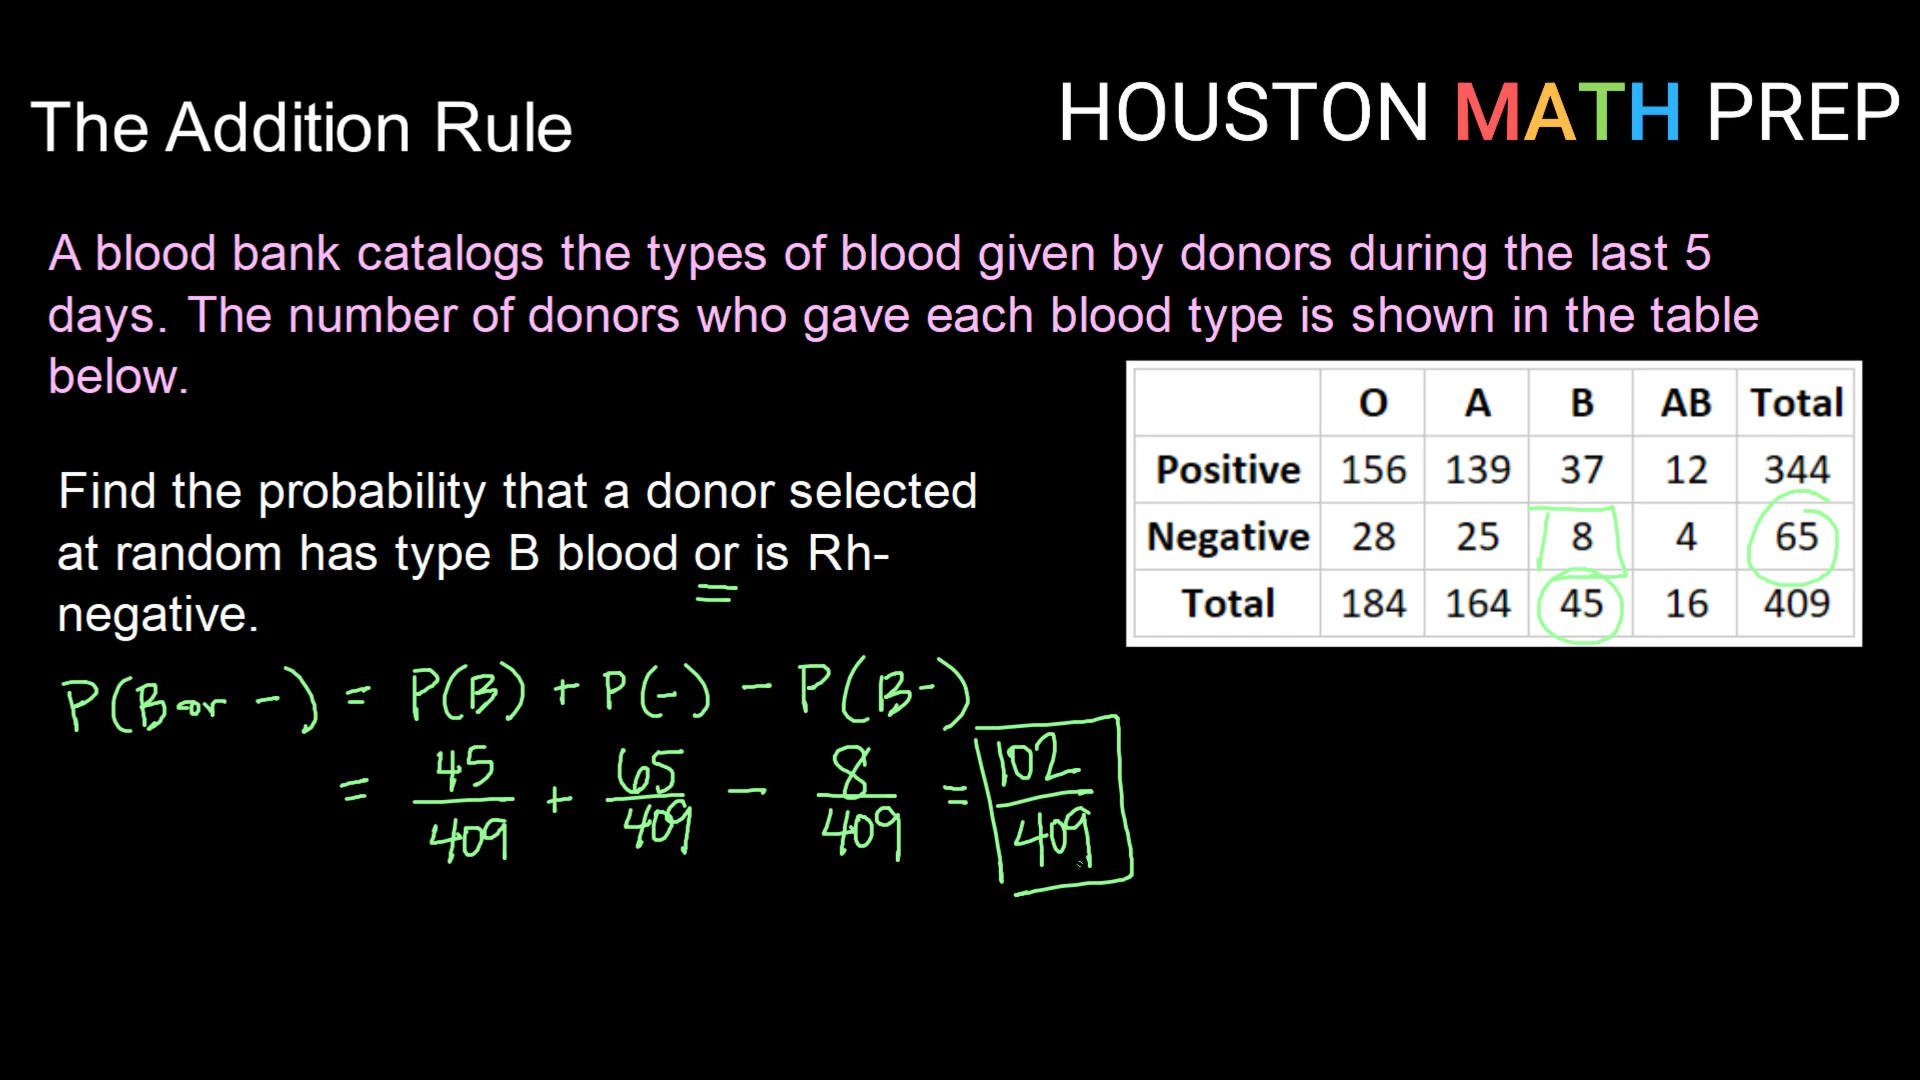 The Addition Rule
HOUSTON MATH PREP
A blood bank catalogs the types of blood given by donors during the last 5
days. The number of donors who gave each blood type is shown in the table
below.
O A B AB Total
Positive 156 139 37 12 344
Negative 28 25 8 4 65
Total 184 164 45 16 409
Find the probability that a donor selected
at random has type B blood or is Rh-
negative.
P(B or -) = P(B) + P(-) - P(B-)
= 45/409 + 65/409 - 8/409 = 102/409